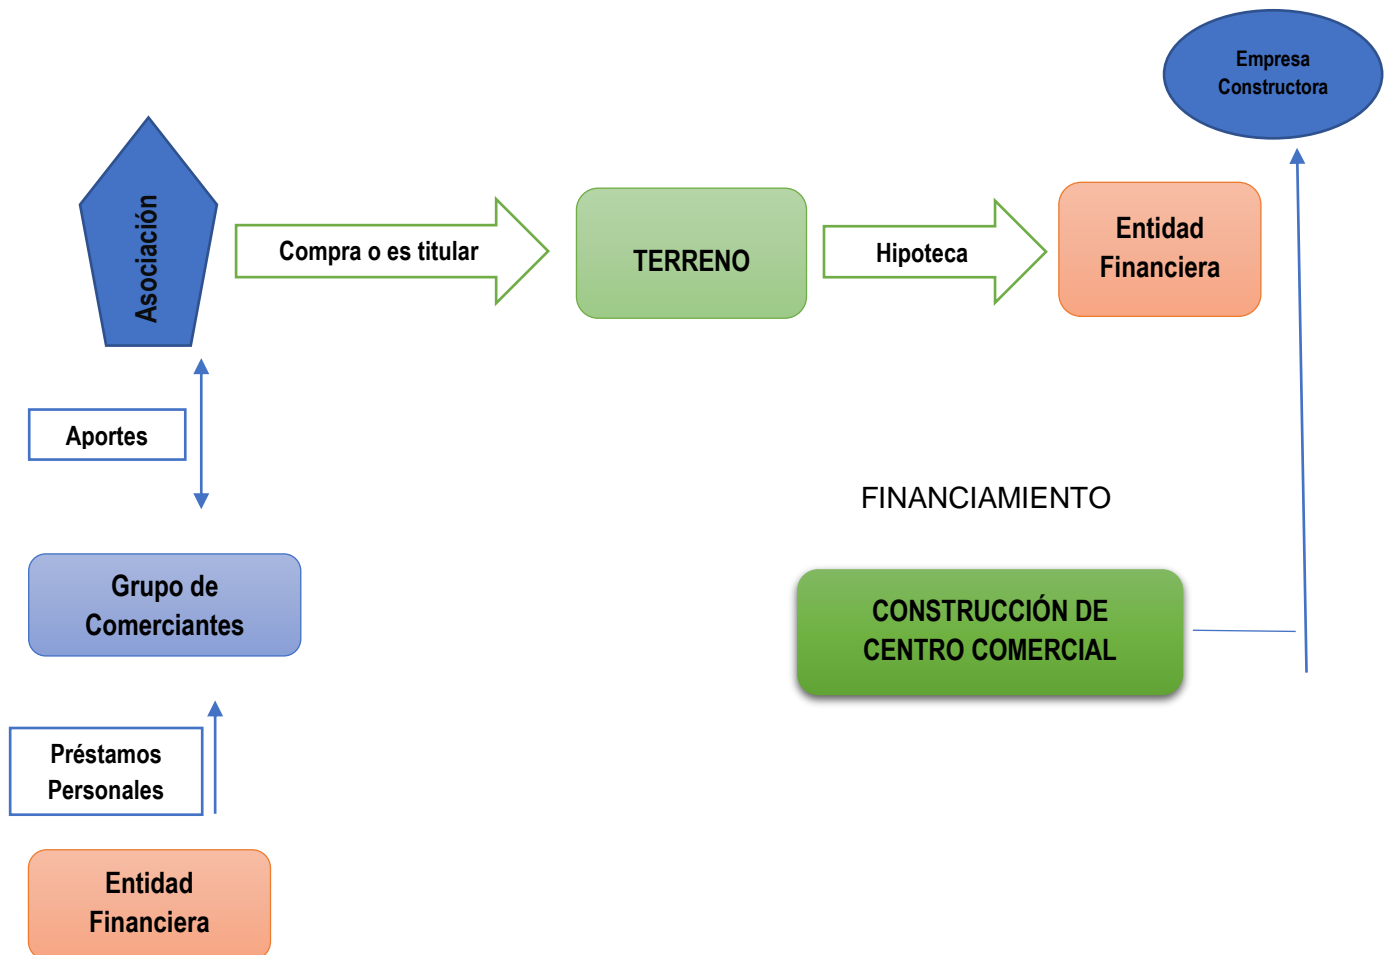 Empresa
Constructora
Asociación
Compra o es titular
TERRENO
Hipoteca
Entidad
Financiera
Aportes
FINANCIAMIENTO
Grupo de
Comerciantes
CONSTRUCCIÓN DE
CENTRO COMERCIAL
Préstamos
Personales
Entidad
Financiera